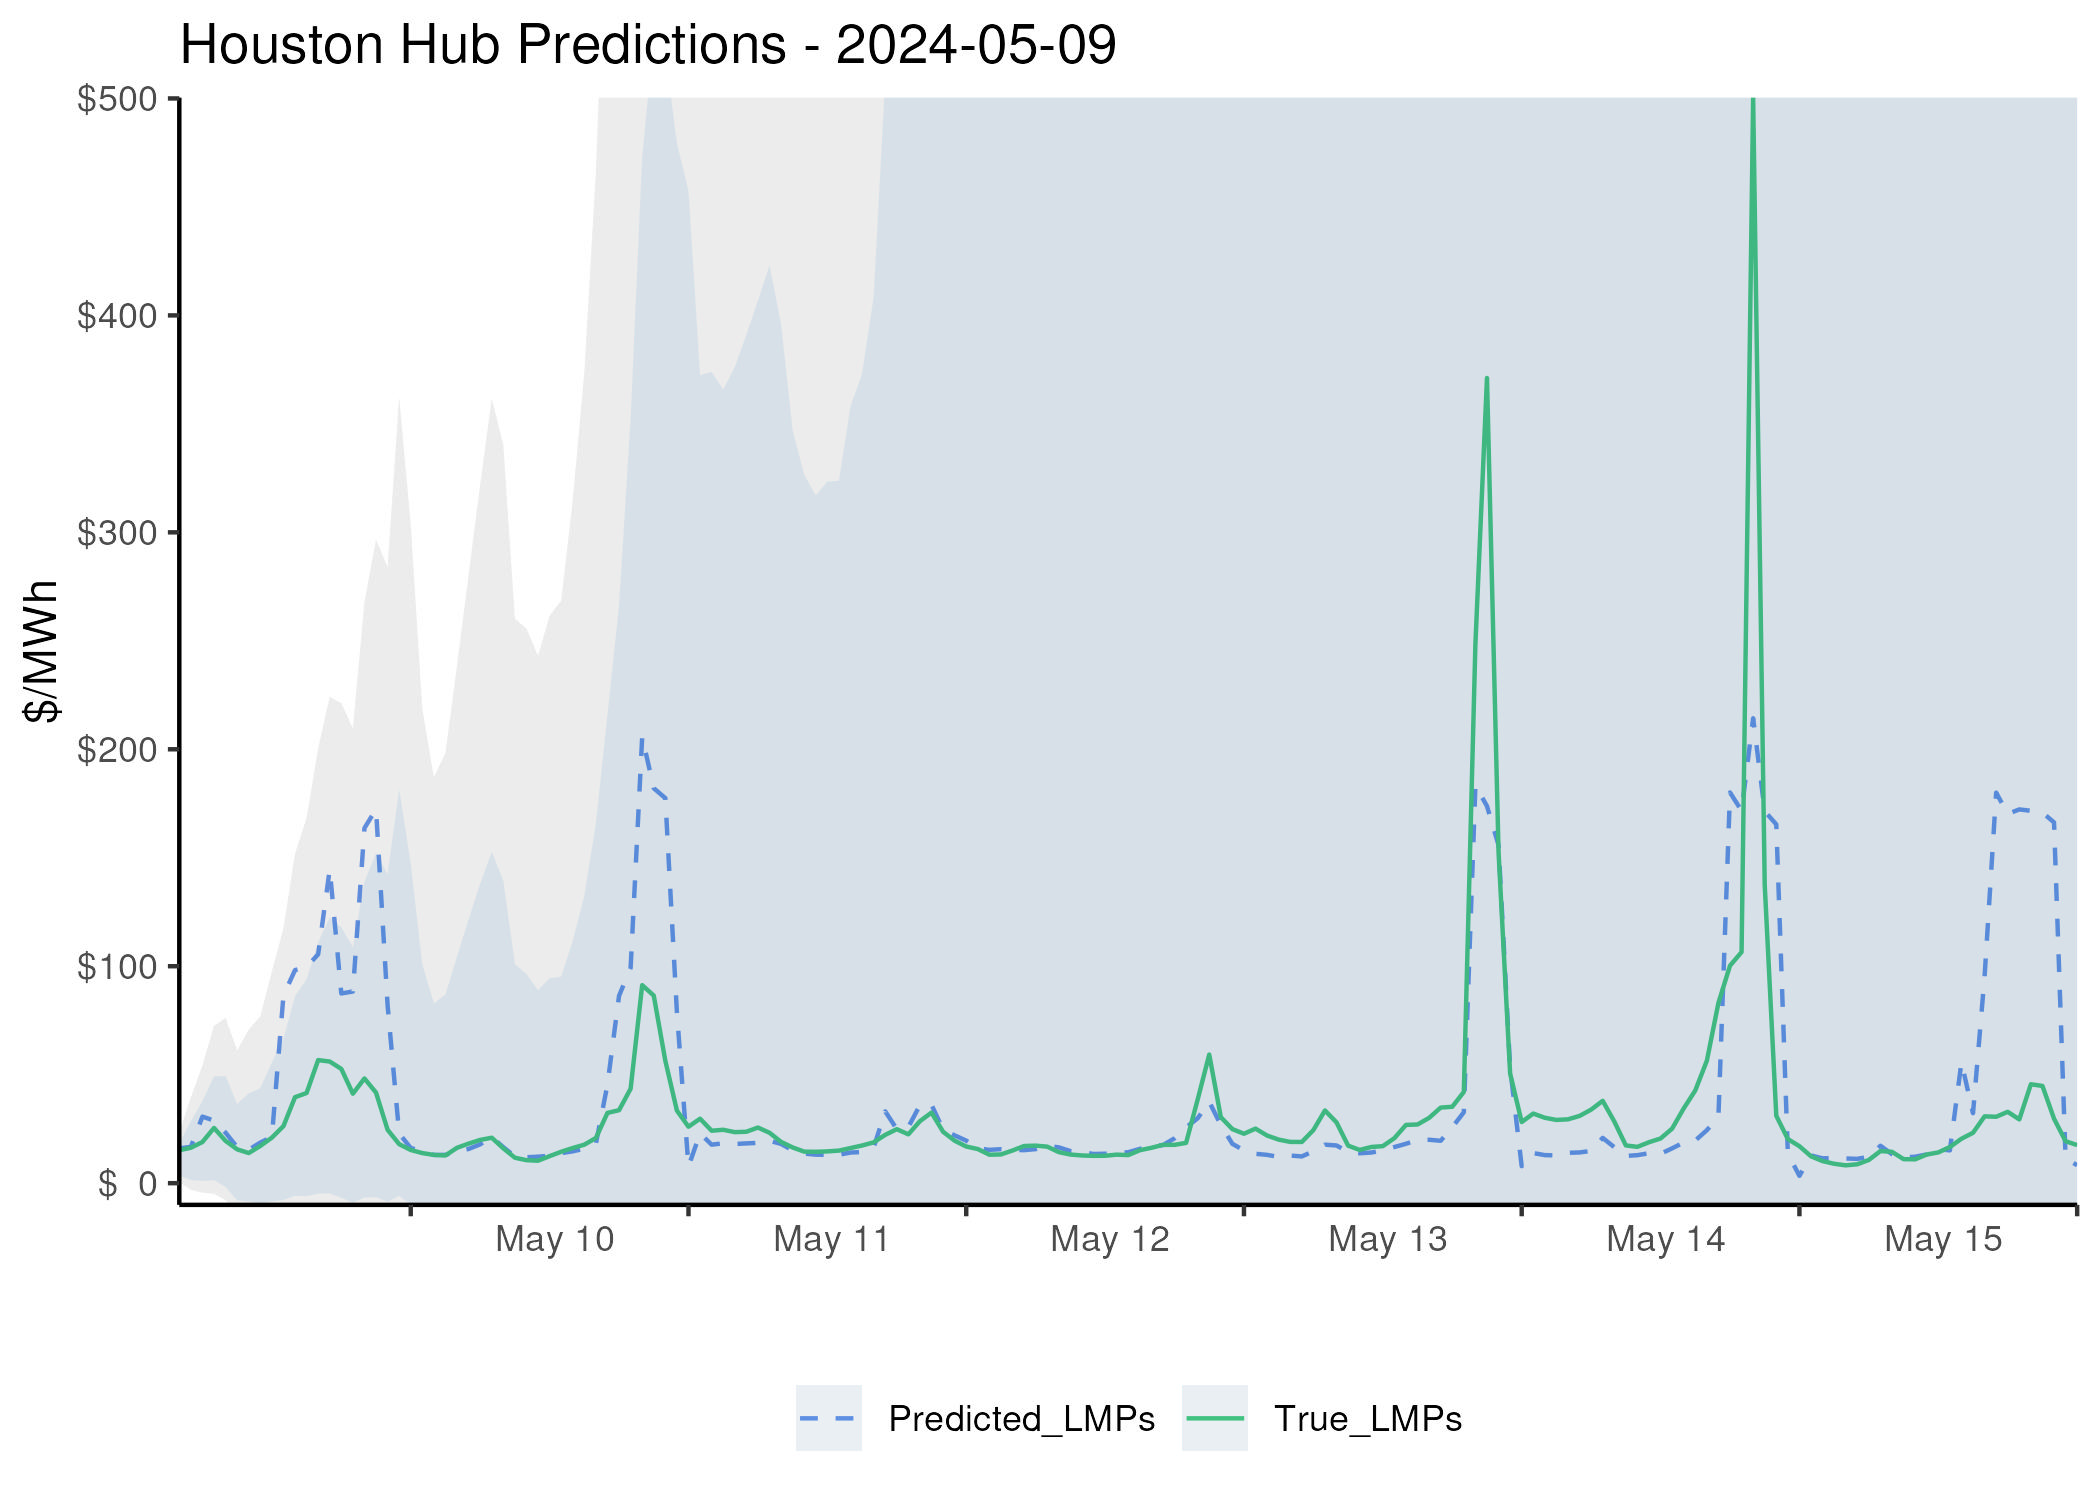 Houston Hub Predictions - 2024-05-09
$500
$400
$300
$200
$100
$ 0
$/MWh
May 10 May 11 May 12 May 13 May 14 May 15
Predicted_LMPs True_LMPs